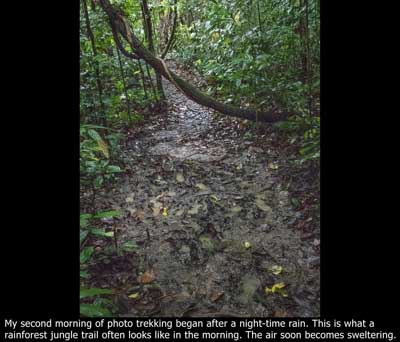 My second morning of photo trekking began after a night-time rain. This is what a
rainforest jungle trail often looks like in the morning. The air soon becomes sweltering.